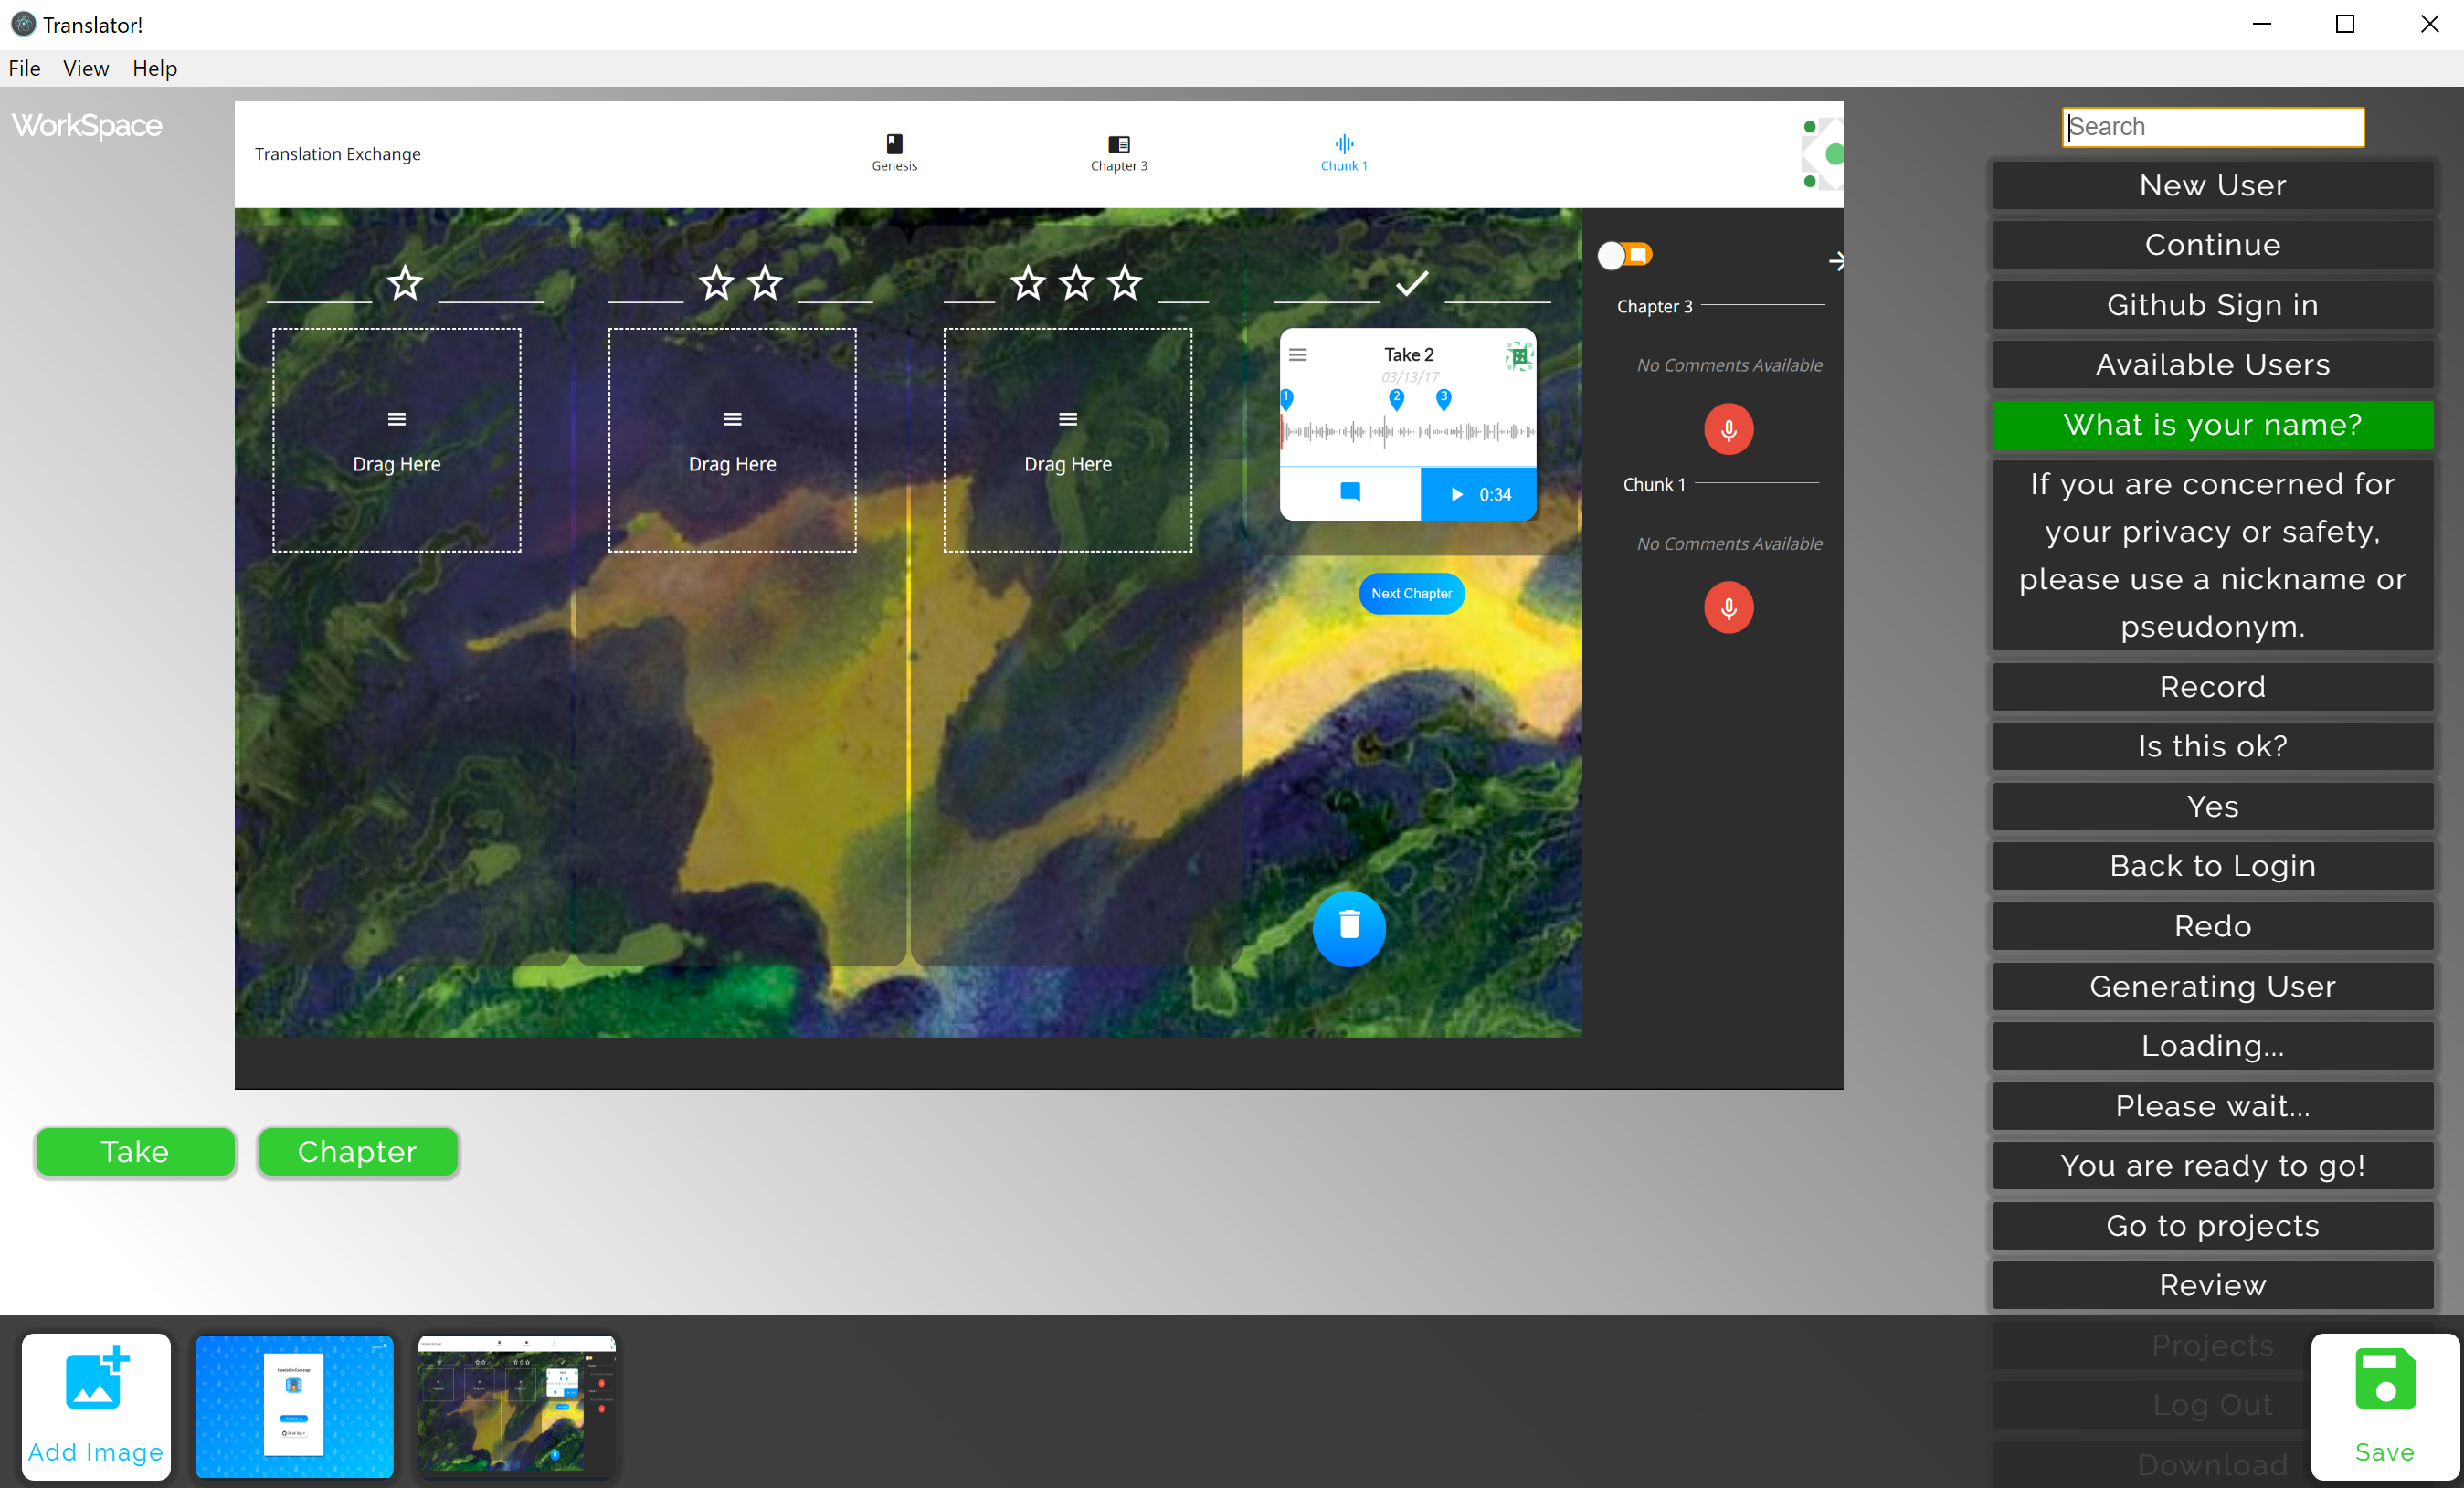 Translator!
File View Help
WorkSpace
Translation Exchange
Genesis
Chapter 3
Chunk 1
Drag Here
Drag Here
Drag Here
Take 2
03/13/17
1
2
3
0:34
Next Chapter
Chapter 3
No Comments Available
Chunk 1
No Comments Available
Search
New User
Continue
Github Sign in
Available Users
What is your name?
If you are concerned for
your privacy or safety,
please use a nickname or
pseudonym.
Record
Is this ok?
Yes
Back to Login
Redo
Generating User
Loading...
Please wait...
You are ready to go!
Go to projects
Review
Projects
Log Out
Download
Take
Chapter
Add Image
Save